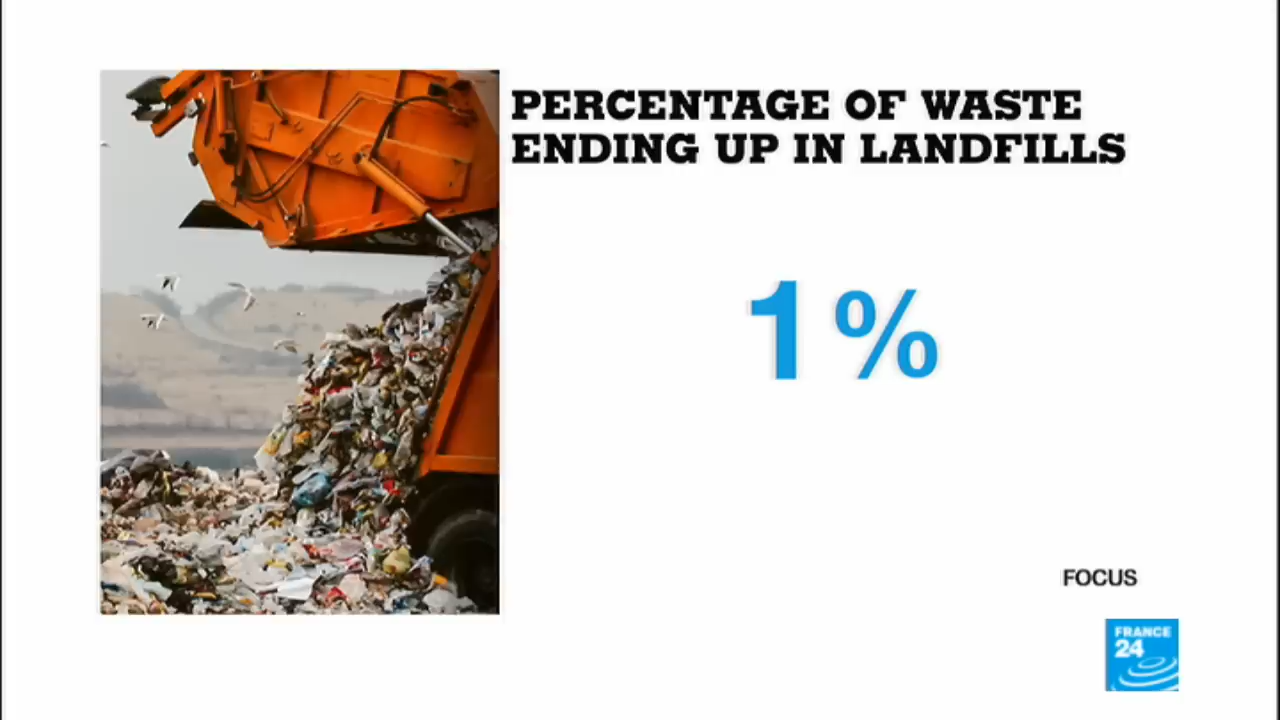 PERCENTAGE OF WASTE
ENDING UP IN LANDFILLS
1%
FOCUS
FRANCE
24